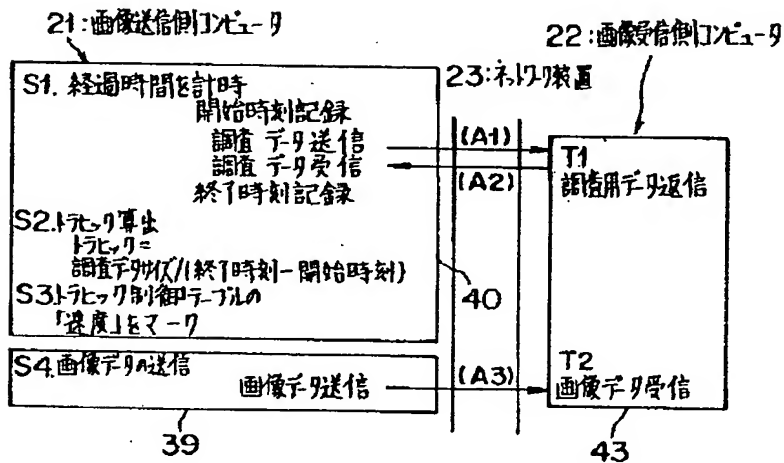 21:画像送信側コンピュータ
22:画像受信側コンピュータ
23:ネットワーク装置
S1. 経過時間を計時
開始時刻記録
調査データ送信
調査データ受信
終了時刻記録
S2.トラヒック算出
トラヒック=
調査データサイズ/(終了時刻-開始時刻)
S3.トラヒック制御テーブルの
「速度」をマーク
40
(A1)
(A2)
T1
調査用データ返信
S4.画像データの送信
画像データ送信
39
(A3)
T2
画像データ受信
43